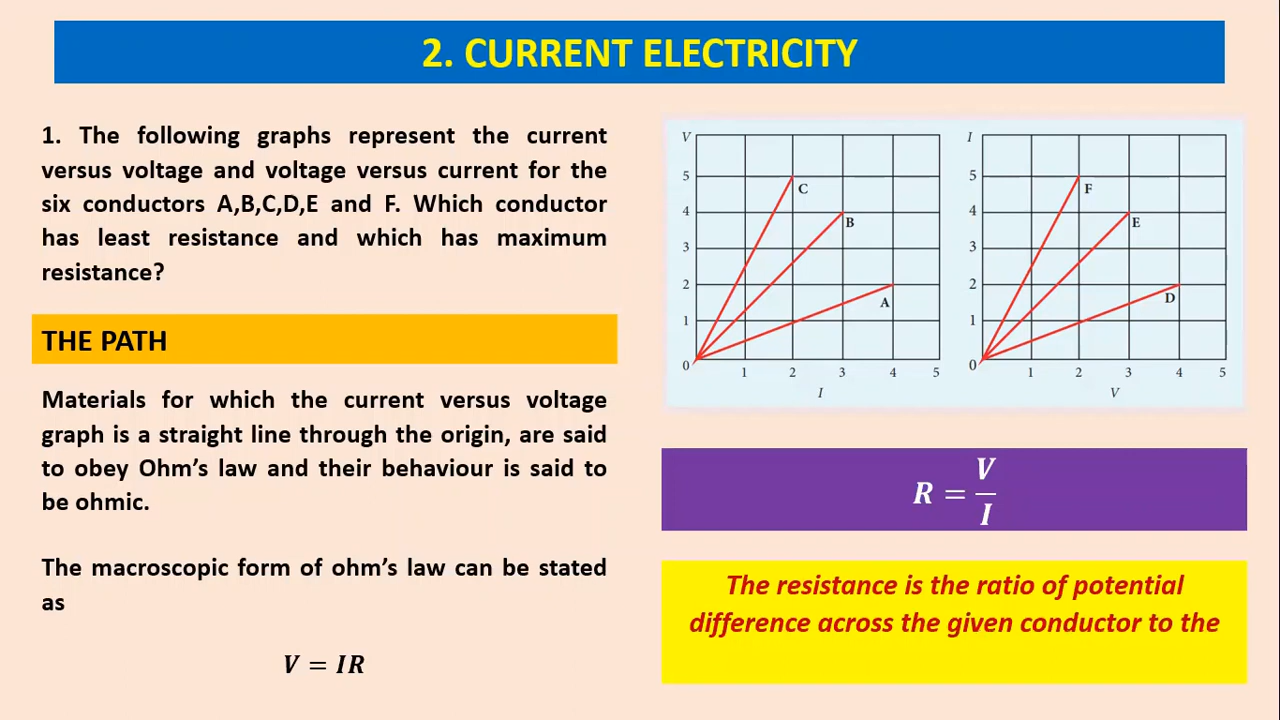 2. CURRENT ELECTRICITY
1. The following graphs represent the current
versus voltage and voltage versus current for the
six conductors A,B,C,D,E and F. Which conductor
has least resistance and which has maximum
resistance?
THE PATH
Materials for which the current versus voltage
graph is a straight line through the origin, are said
to obey Ohm's law and their behaviour is said to
be ohmic.
The macroscopic form of ohm's law can be stated
as
V = IR
V
5
C
4
B
3
2
A
1
0
1 2 3 4 5
I
I
5
F
4
E
3
2
D
1
0
1 2 3 4 5
V
R = V/I
The resistance is the ratio of potential
difference across the given conductor to the